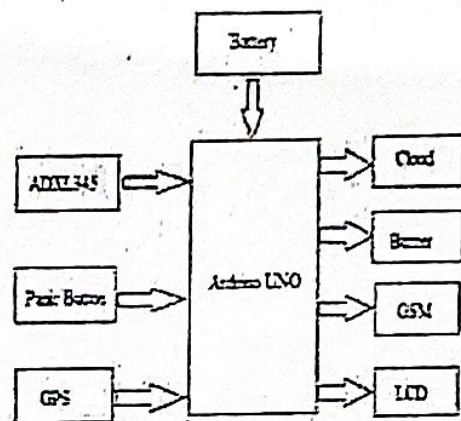 Battery
ADXL345
Cloud
Buzzer
Panic Button
Arduino UNO
GSM
GPS
LCD